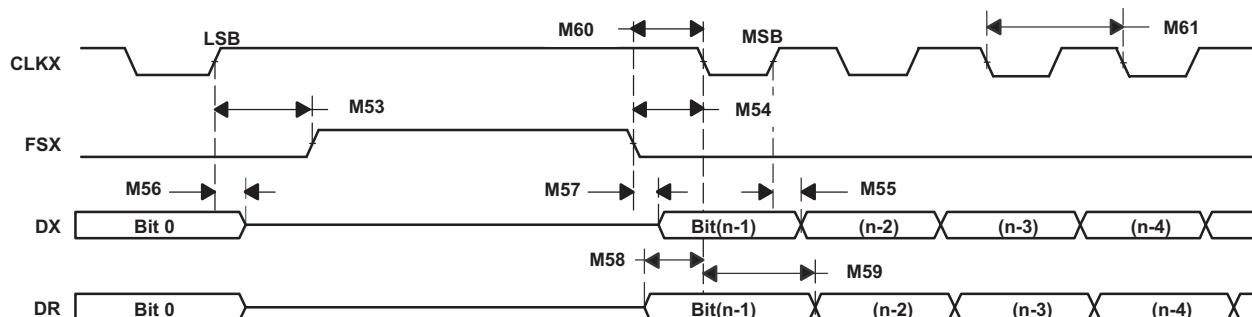 M60
M61
LSB
MSB
CLKX
M53
M54
FSX
M56
M57
M55
DX
Bit 0
Bit(n-1)
(n-2)
(n-3)
(n-4)
M58
M59
DR
Bit 0
Bit(n-1)
(n-2)
(n-3)
(n-4)